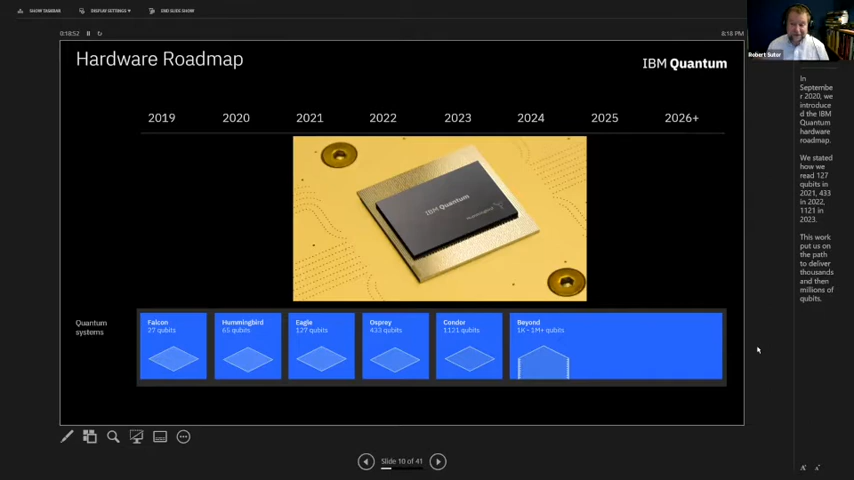 SHOW TASKBAR
DISPLAY SETTINGS
END SLIDE SHOW
0:18:52
8:18 PM
Robert Sutor
Hardware Roadmap
IBM Quantum
2019 2020 2021 2022 2023 2024 2025 2026+
IBM Quantum
Hummingbird
Quantum
systems
Falcon
27 qubits
Hummingbird
65 qubits
Eagle
127 qubits
Osprey
433 qubits
Condor
1121 qubits
Beyond
1K - 1M+ qubits
Slide 10 of 41
In
Septembe
r 2020, we
introduce
d the IBM
Quantum
hardware
roadmap.
We stated
how we
read 127
qubits in
2021, 433
in 2022,
1121 in
2023.
This work
put us on
the path
to deliver
thousands
and then
millions of
qubits.
A A